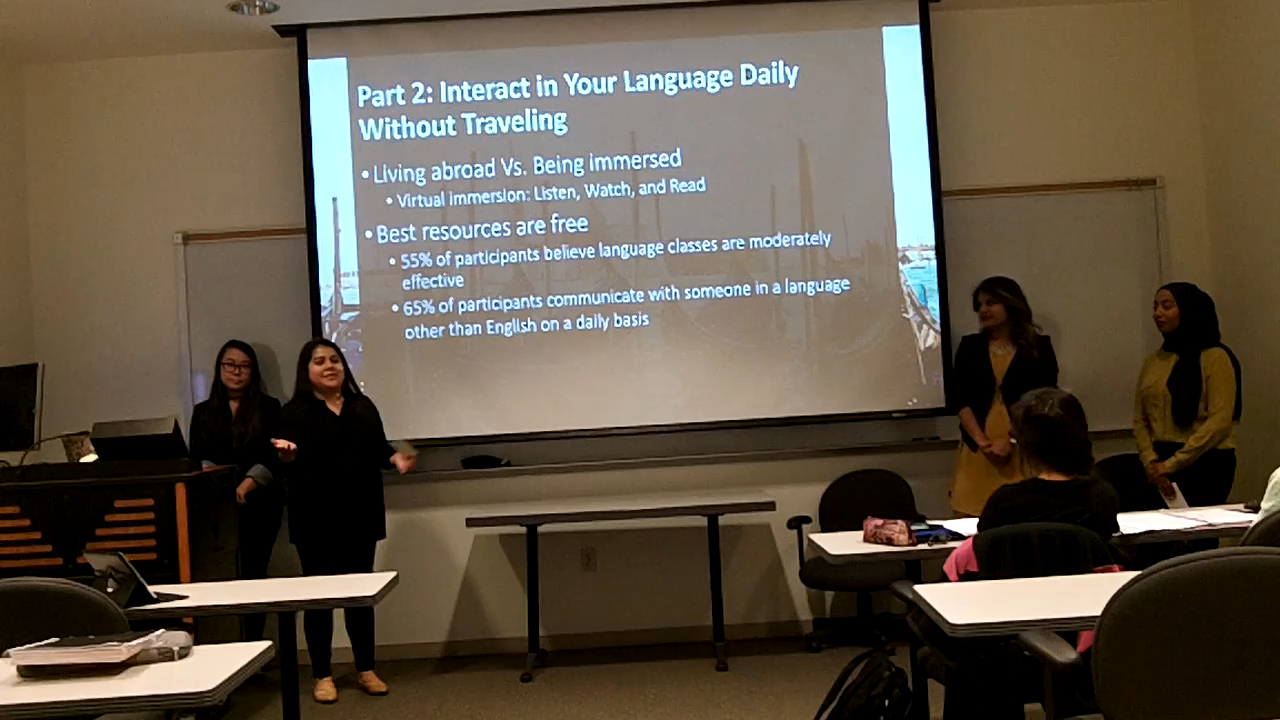 Part 2: Interact in Your Language Daily
Without Traveling
• Living abroad Vs. Being immersed
• Virtual immersion: Listen, Watch, and Read
• Best resources are free
• 55% of participants believe language classes are moderately
effective
• 65% of participants communicate with someone in a language
other than English on a daily basis